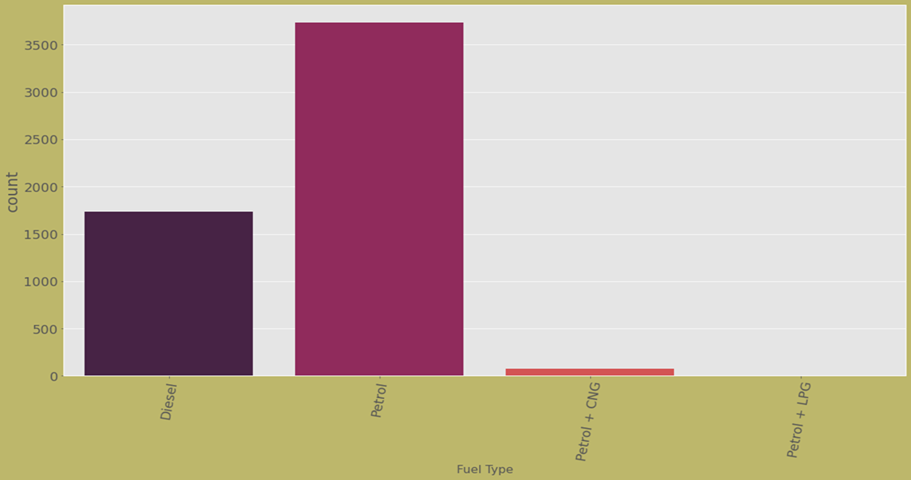 3500
3000
2500
2000
1500
1000
500
0
count
Diesel
Petrol
Petrol + CNG
Petrol + LPG
Fuel Type